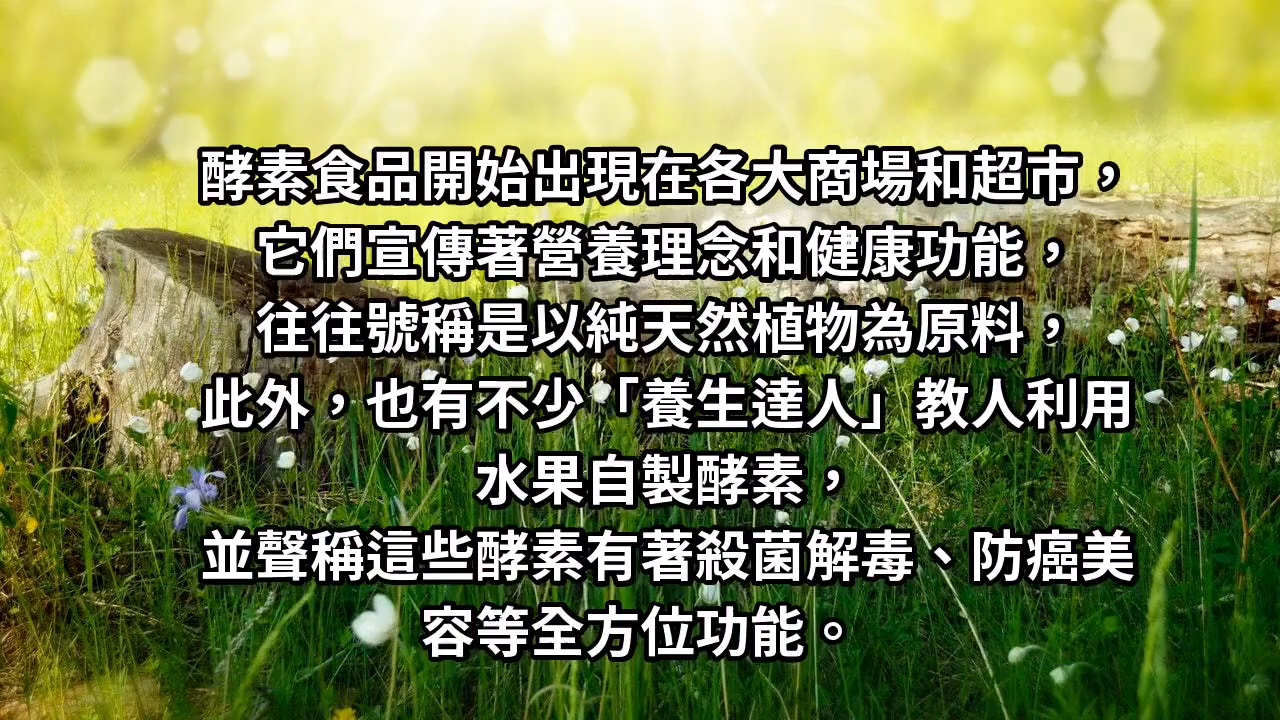 酵素食品開始出現在各大商場和超市，
它們宣傳著營養理念和健康功能，
往往號稱是以純天然植物為原料，
此外，也有不少「養生達人」教人利用
水果自製酵素，
並聲稱這些酵素有著殺菌解毒、防癌美
容等全方位功能。